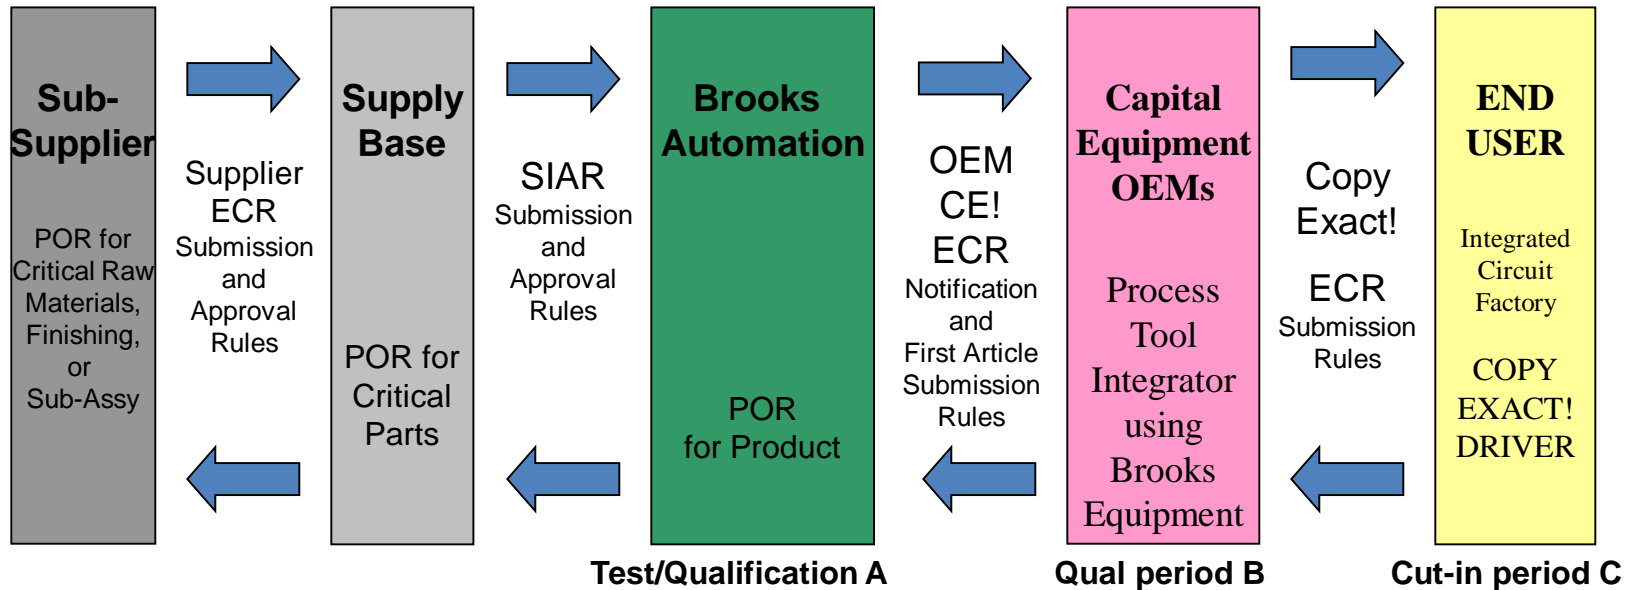 Sub-
Supplier
POR for
Critical Raw
Materials,
Finishing,
or
Sub-Assy
Supplier
ECR
Submission
and
Approval
Rules
Supply
Base
POR for
Critical
Parts
SIAR
Submission
and
Approval
Rules
Brooks
Automation
POR
for Product
Test/Qualification A
OEM
CE!
ECR
Notification
and
First Article
Submission
Rules
Capital
Equipment
OEMs
Process
Tool
Integrator
using
Brooks
Equipment
Qual period B
Copy
Exact!
ECR
Submission
Rules
END
USER
Integrated
Circuit
Factory
COPY
EXACT!
DRIVER
Cut-in period C